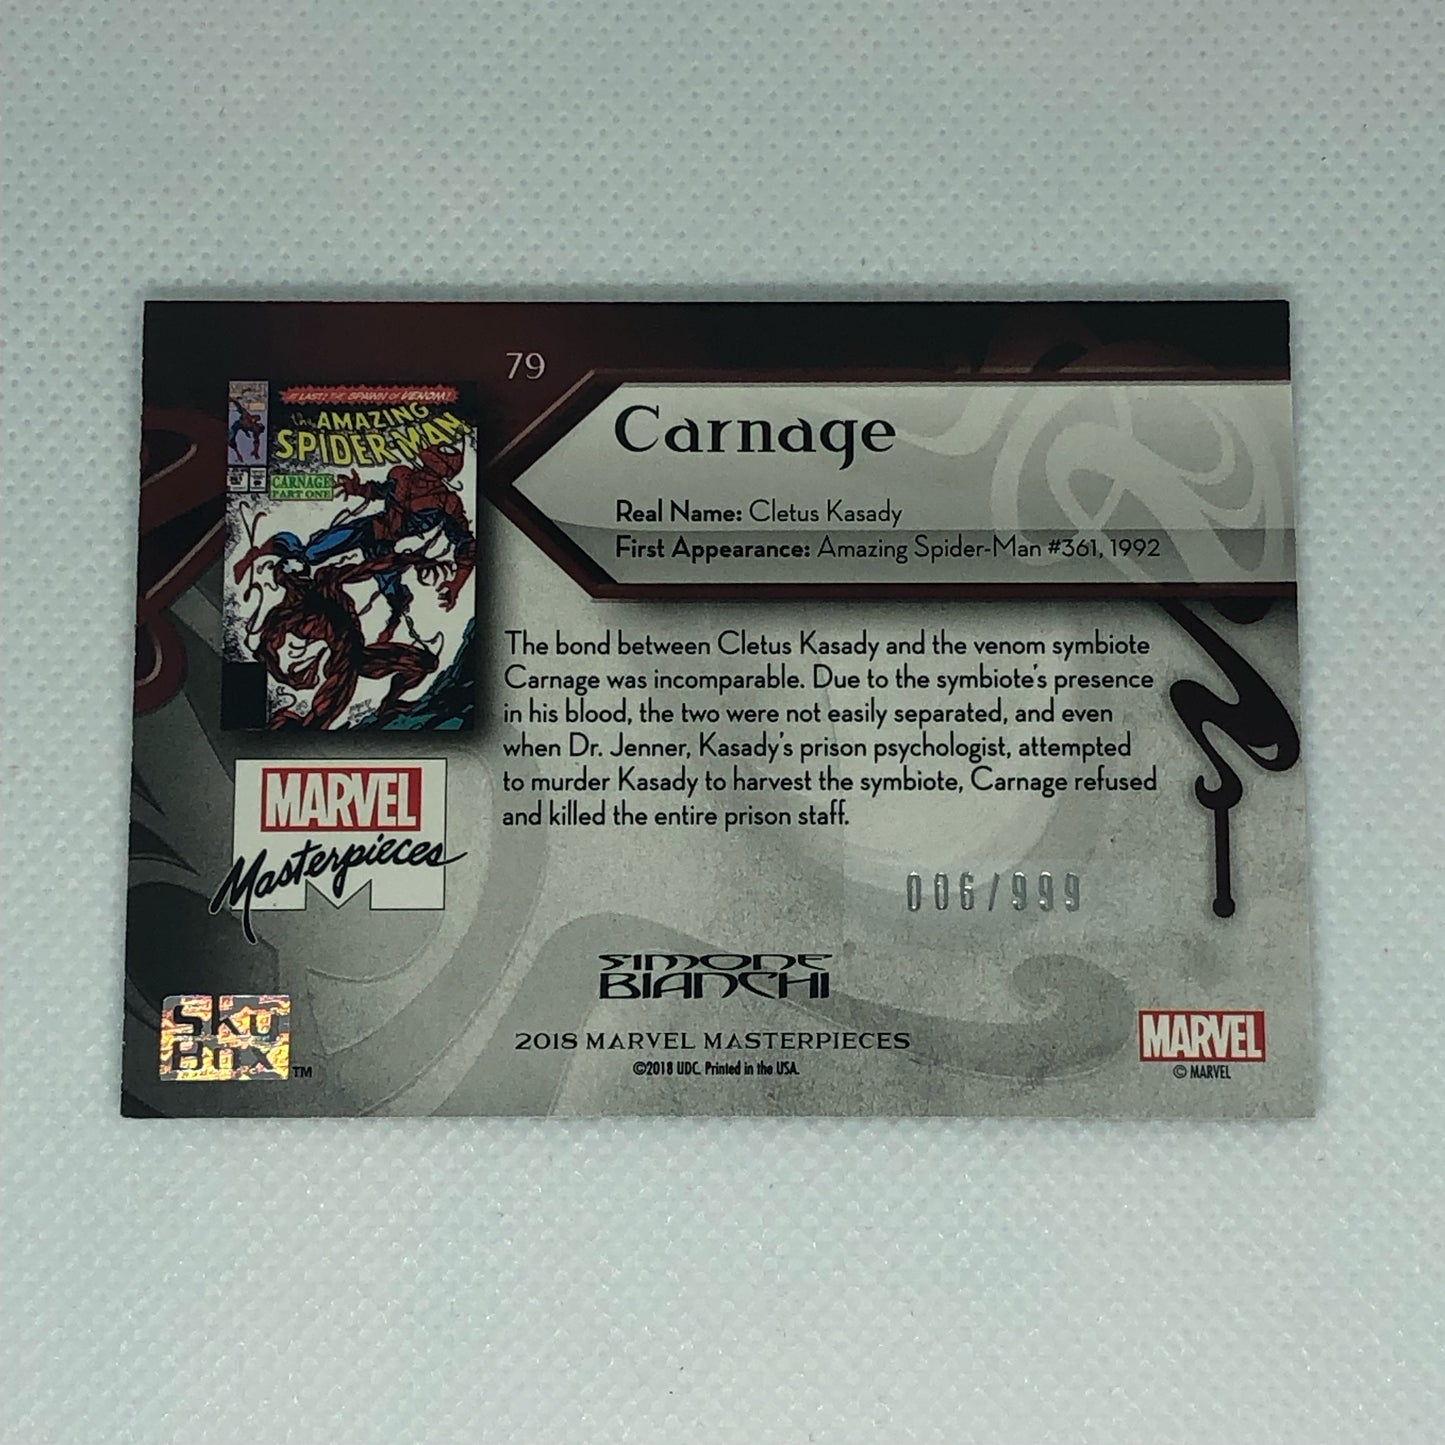 79
AT LAST! THE SPAWN OF VENOM!
the AMAZING
SPIDER-MAN
CARNAGE
PART ONE
Carnage
Real Name: Cletus Kasady
First Appearance: Amazing Spider-Man #361, 1992
The bond between Cletus Kasady and the venom symbiote
Carnage was incomparable. Due to the symbiote's presence
in his blood, the two were not easily separated, and even
when Dr. Jenner, Kasady's prison psychologist, attempted
to murder Kasady to harvest the symbiote, Carnage refused
and killed the entire prison staff.
MARVEL
Masterpieces
006/999
SIMONE
BIANCHI
SkyBox
TM
2018 MARVEL MASTERPIECES
©2018 UDC. Printed in the USA.
MARVEL
© MARVEL